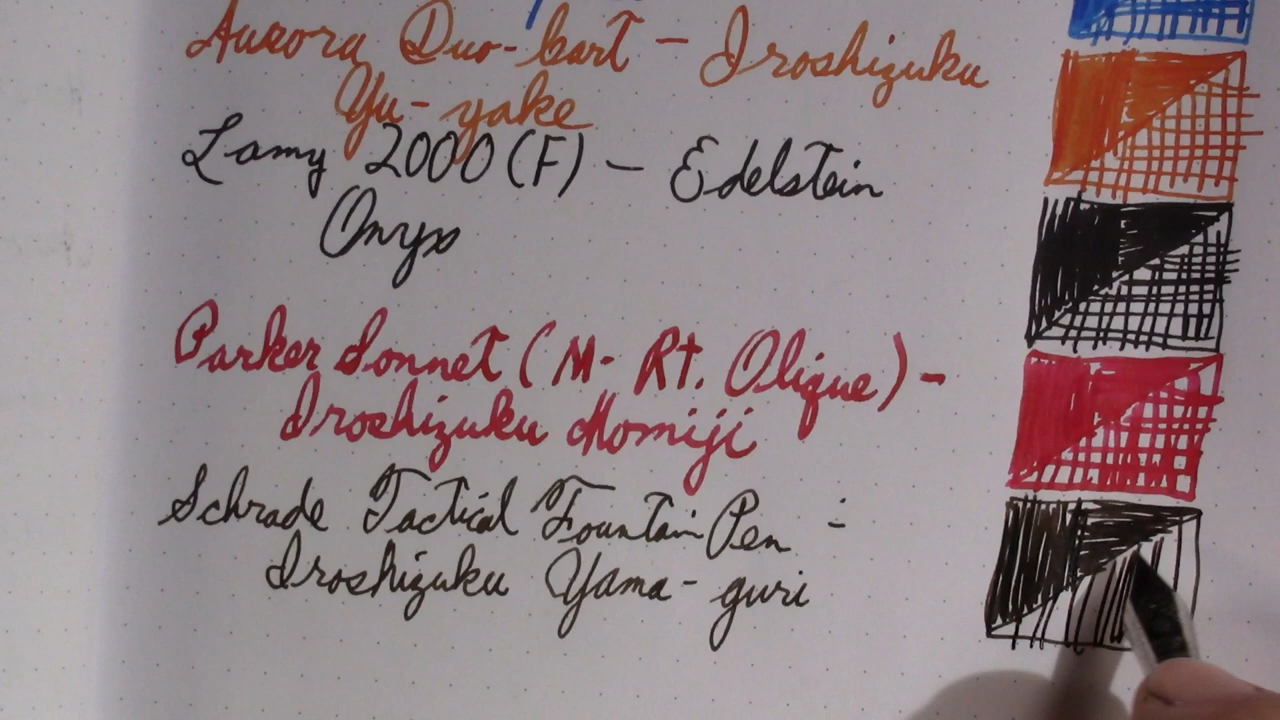 Aurora Duo-Cart - Iroshizuku
Yu-yake
Lamy 2000 (F) - Edelstein
Onyx
Parker Sonnet (M- Rt. Olique) -
Iroshizuku Momiji
Schrade Tactical Fountain Pen -
Iroshizuku Yama-guri